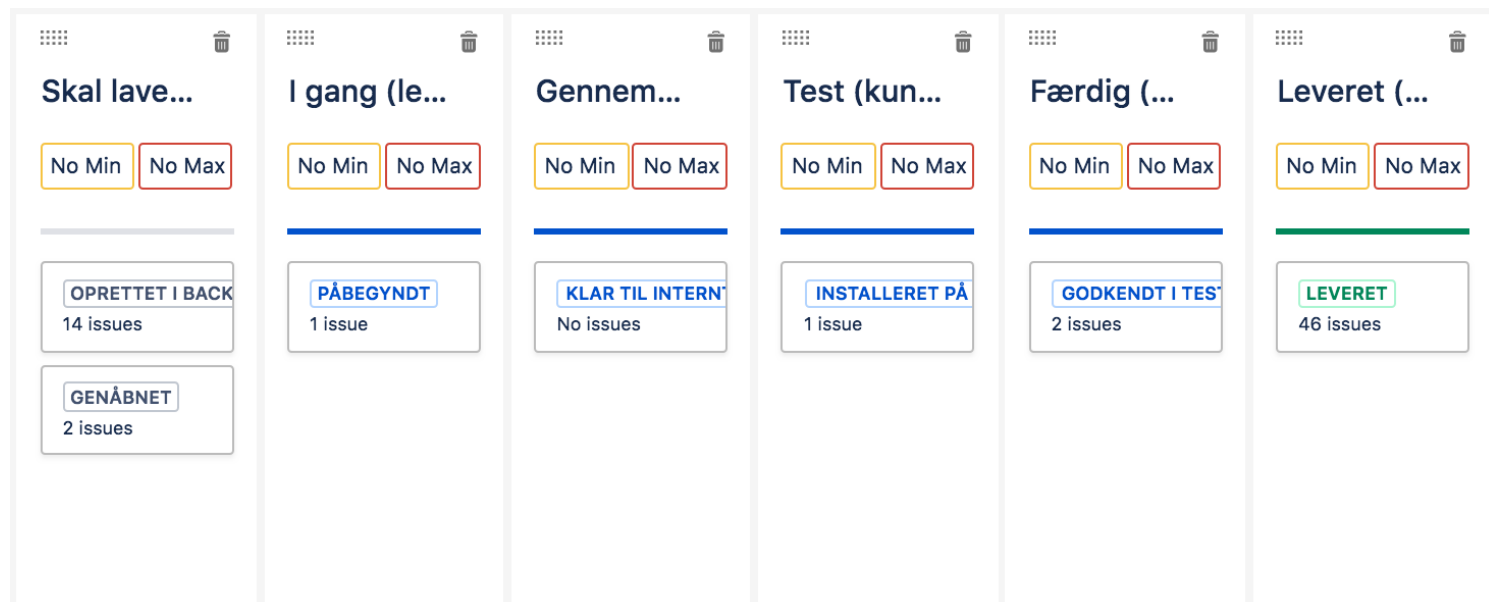 Skal lave...
No Min No Max
OPRETTET I BACK
14 issues
GENÅBNET
2 issues
I gang (le...
No Min No Max
PÅBEGYNDT
1 issue
Gennem...
No Min No Max
KLAR TIL INTERN
No issues
Test (kun...
No Min No Max
INSTALLERET PÅ
1 issue
Færdig (...
No Min No Max
GODKENDT I TEST
2 issues
Leveret (...
No Min No Max
LEVERET
46 issues